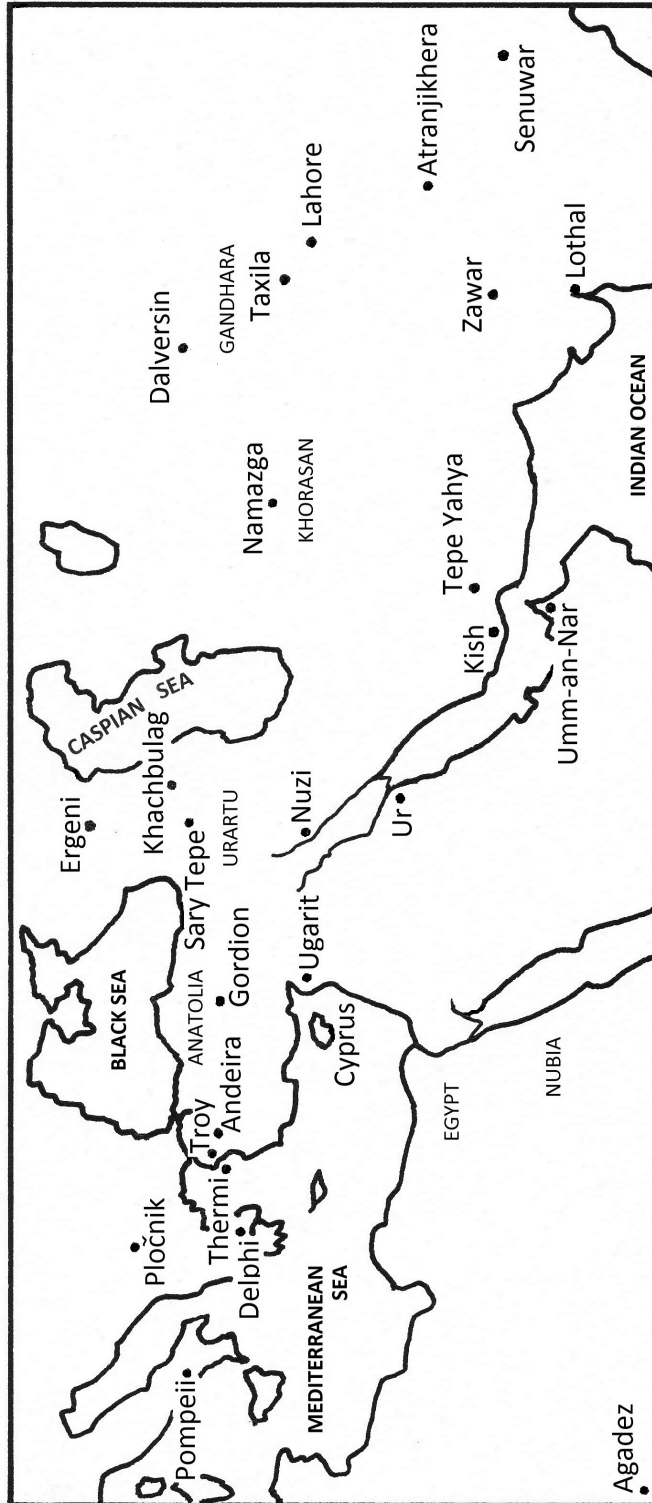 Ergeni
Khachbulag
CASPIAN SEA
BLACK SEA
Pločnik
Dalversin
Pompeii
Troy
ANATOLIA
Sary Tepe
URARTU
GANDHARA
Thermi
Andeira
Gordion
Namazga
Taxila
Delphi
KHORASAN
Lahore
Ugarit
Nuzi
MEDITERRANEAN
SEA
Cyprus
Ur
Atranjikhera
EGYPT
Kish
Tepe Yahya
Zawar
Senuwar
NUBIA
Umm-an-Nar
Lothal
Agadez
INDIAN OCEAN